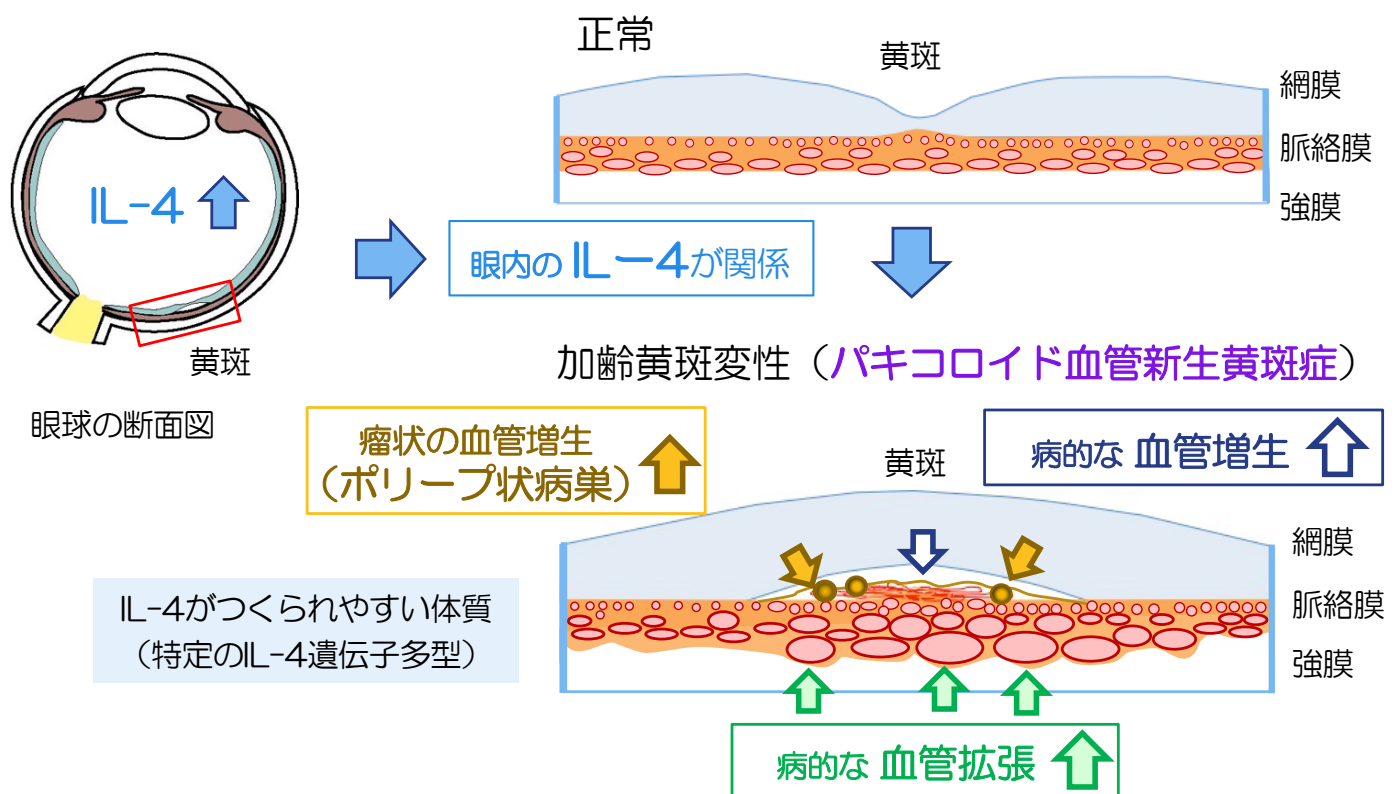 正常
黄斑
網膜
脈絡膜
強膜
IL-4
眼内の IL－4が関係
黄斑
眼球の断面図
加齢黄斑変性（パキコロイド血管新生黄斑症）
瘤状の血管増生
（ポリープ状病巣）
黄斑
病的な 血管増生
網膜
脈絡膜
強膜
IL-4がつくられやすい体質
（特定のIL-4遺伝子多型）
病的な 血管拡張